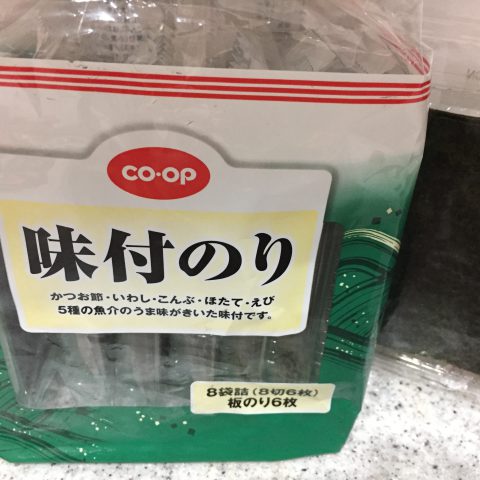 CO·OP
味付のり
かつお節・いわし・こんぶ・ほたて・えび
5種の魚介のうま味がきいた味付です。
8袋詰(8切6枚)
板のり6枚